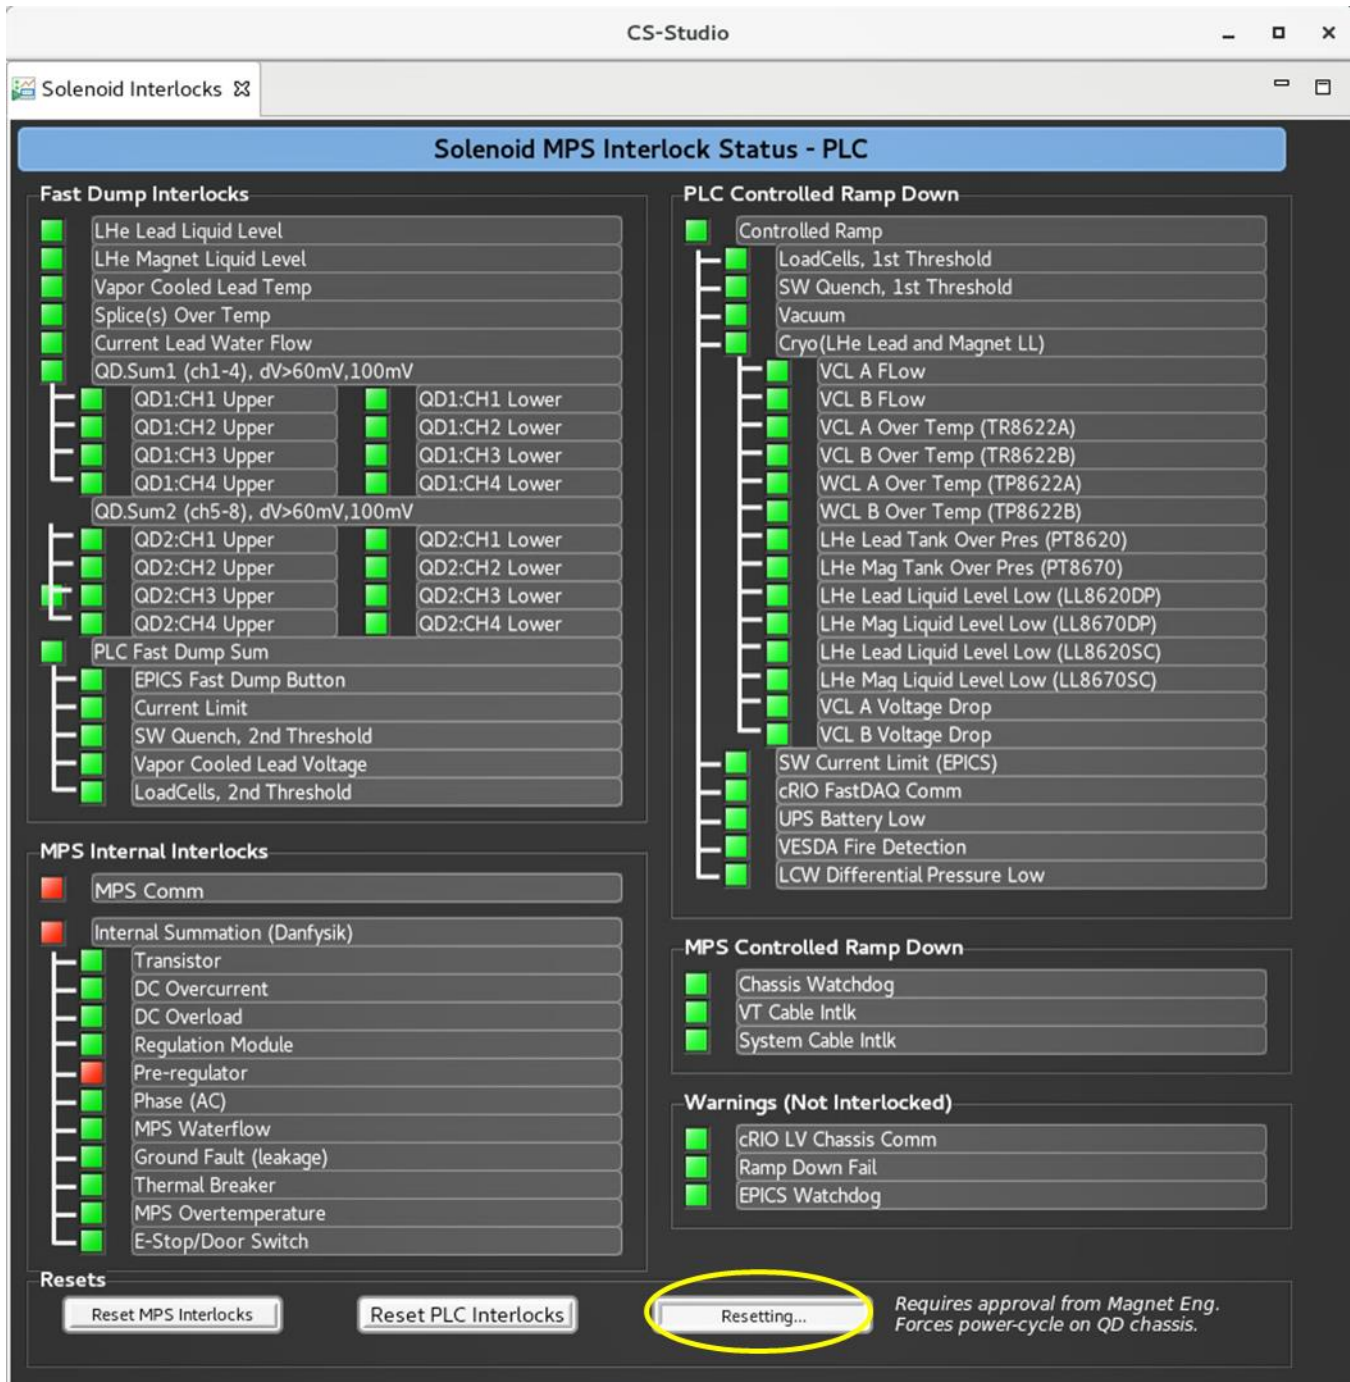 CS-Studio
Solenoid Interlocks
Solenoid MPS Interlock Status - PLC
Fast Dump Interlocks
LHe Lead Liquid Level
LHe Magnet Liquid Level
Vapor Cooled Lead Temp
Splice(s) Over Temp
Current Lead Water Flow
QD.Sum1 (ch1-4), dV>60mV,100mV
QD1:CH1 Upper QD1:CH1 Lower
QD1:CH2 Upper QD1:CH2 Lower
QD1:CH3 Upper QD1:CH3 Lower
QD1:CH4 Upper QD1:CH4 Lower
QD.Sum2 (ch5-8), dV>60mV,100mV
QD2:CH1 Upper QD2:CH1 Lower
QD2:CH2 Upper QD2:CH2 Lower
QD2:CH3 Upper QD2:CH3 Lower
QD2:CH4 Upper QD2:CH4 Lower
PLC Fast Dump Sum
EPICS Fast Dump Button
Current Limit
SW Quench, 2nd Threshold
Vapor Cooled Lead Voltage
LoadCells, 2nd Threshold
MPS Internal Interlocks
MPS Comm
Internal Summation (Danfysik)
Transistor
DC Overcurrent
DC Overload
Regulation Module
Pre-regulator
Phase (AC)
MPS Waterflow
Ground Fault (leakage)
Thermal Breaker
MPS Overtemperature
E-Stop/Door Switch
PLC Controlled Ramp Down
Controlled Ramp
LoadCells, 1st Threshold
SW Quench, 1st Threshold
Vacuum
Cryo(LHe Lead and Magnet LL)
VCL A FLow
VCL B FLow
VCL A Over Temp (TR8622A)
VCL B Over Temp (TR8622B)
WCL A Over Temp (TP8622A)
WCL B Over Temp (TP8622B)
LHe Lead Tank Over Pres (PT8620)
LHe Mag Tank Over Pres (PT8670)
LHe Lead Liquid Level Low (LL8620DP)
LHe Mag Liquid Level Low (LL8670DP)
LHe Lead Liquid Level Low (LL8620SC)
LHe Mag Liquid Level Low (LL8670SC)
VCL A Voltage Drop
VCL B Voltage Drop
SW Current Limit (EPICS)
cRIO FastDAQ Comm
UPS Battery Low
VESDA Fire Detection
LCW Differential Pressure Low
MPS Controlled Ramp Down
Chassis Watchdog
VT Cable Intlk
System Cable Intlk
Warnings (Not Interlocked)
cRIO LV Chassis Comm
Ramp Down Fail
EPICS Watchdog
Resets
Reset MPS Interlocks
Reset PLC Interlocks
Resetting...
Requires approval from Magnet Eng.
Forces power-cycle on QD chassis.